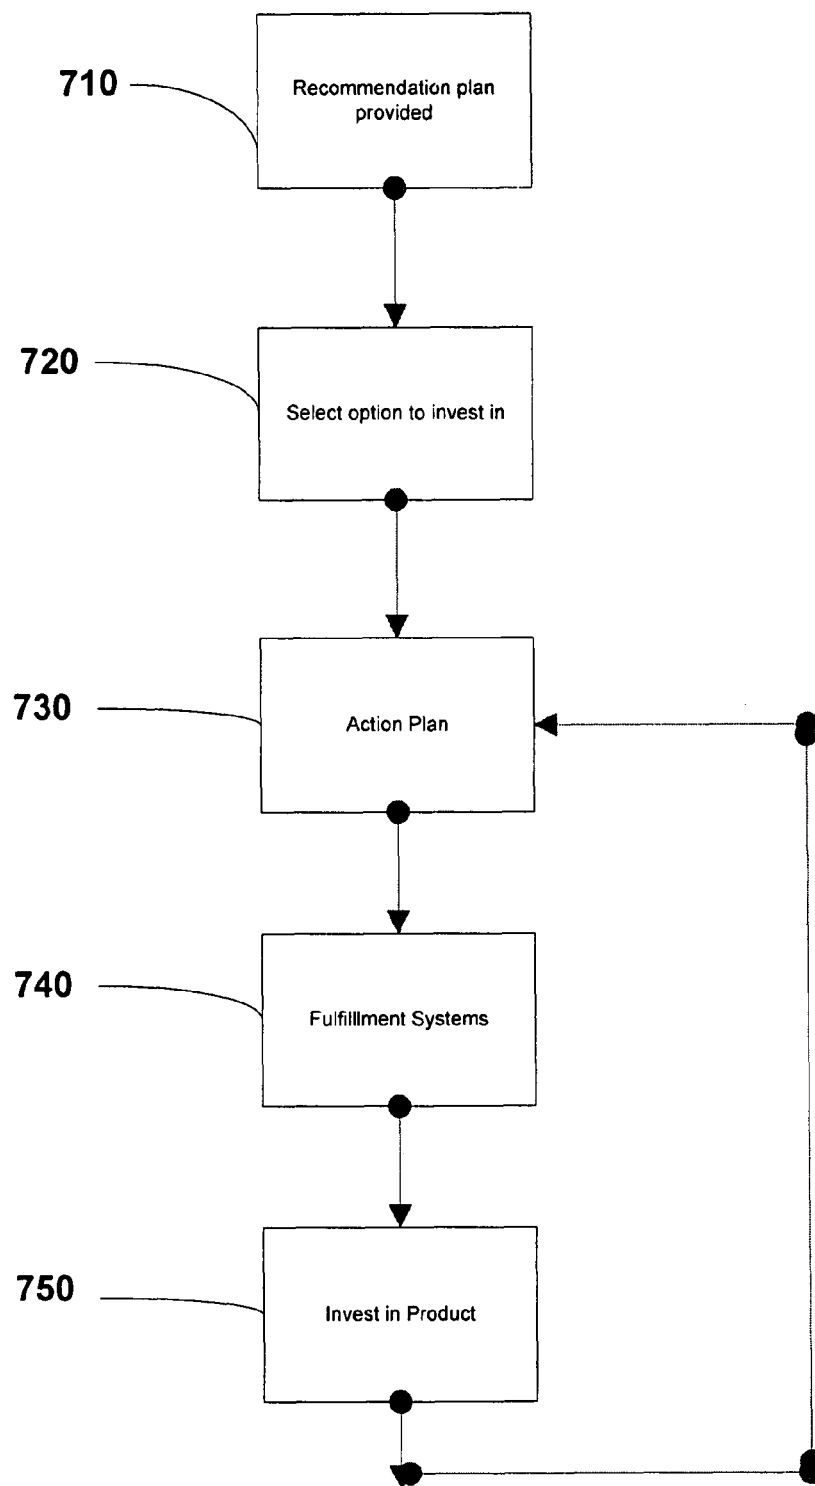 710
Recommendation plan
provided
720
Select option to invest in
730
Action Plan
740
Fulfilllment Systems
750
Invest in Product